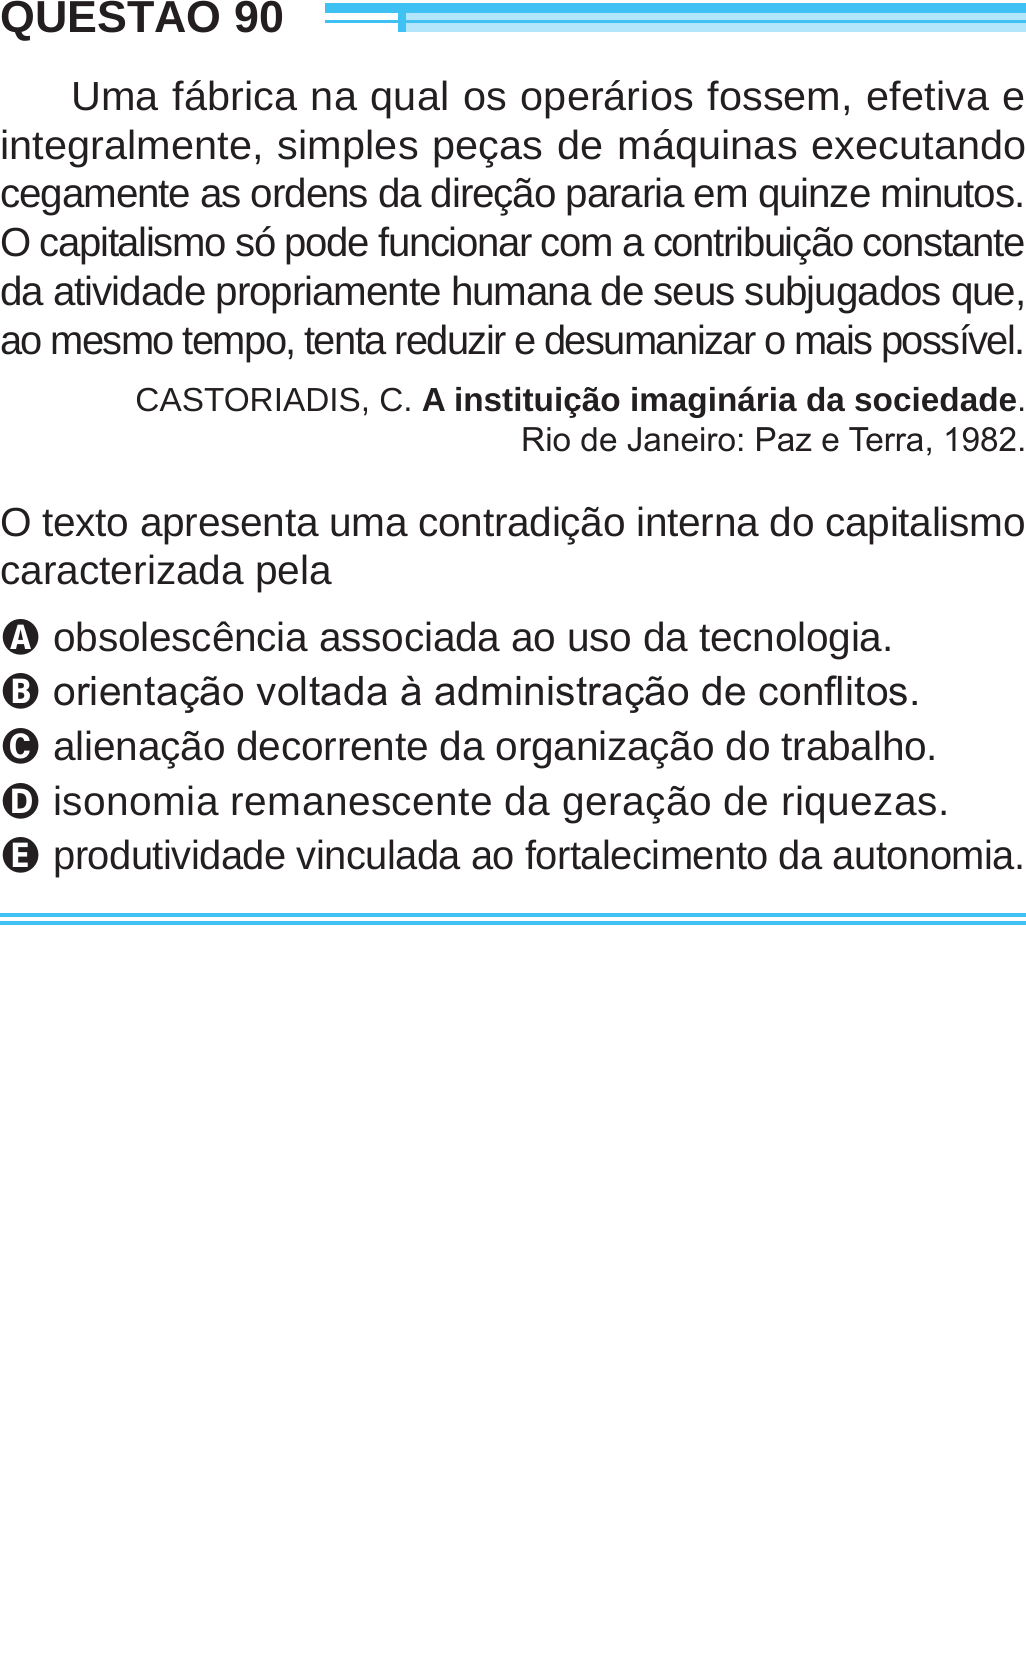 QUESTÃO 90
Uma fábrica na qual os operários fossem, efetiva e
integralmente, simples peças de máquinas executando
cegamente as ordens da direção pararia em quinze minutos.
O capitalismo só pode funcionar com a contribuição constante
da atividade propriamente humana de seus subjugados que,
ao mesmo tempo, tenta reduzir e desumanizar o mais possível.
CASTORIADIS, C. A instituição imaginária da sociedade.
Rio de Janeiro: Paz e Terra, 1982.
O texto apresenta uma contradição interna do capitalismo
caracterizada pela
A obsolescência associada ao uso da tecnologia.
B orientação voltada à administração de conflitos.
C alienação decorrente da organização do trabalho.
D isonomia remanescente da geração de riquezas.
E produtividade vinculada ao fortalecimento da autonomia.